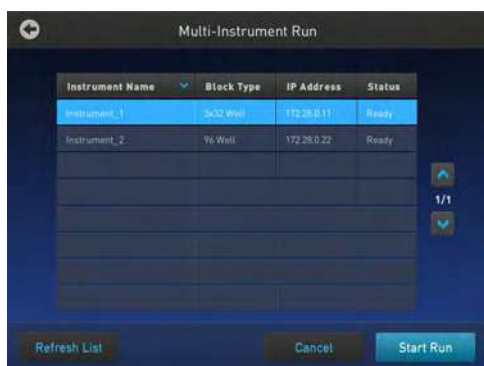 Multi-Instrument Run
Instrument Name Block Type IP Address Status
Instrument_1 3x32 Well 172.28.0.11 Ready
Instrument_2 96 Well 172.28.0.22 Ready
1/1
Refresh List Cancel Start Run